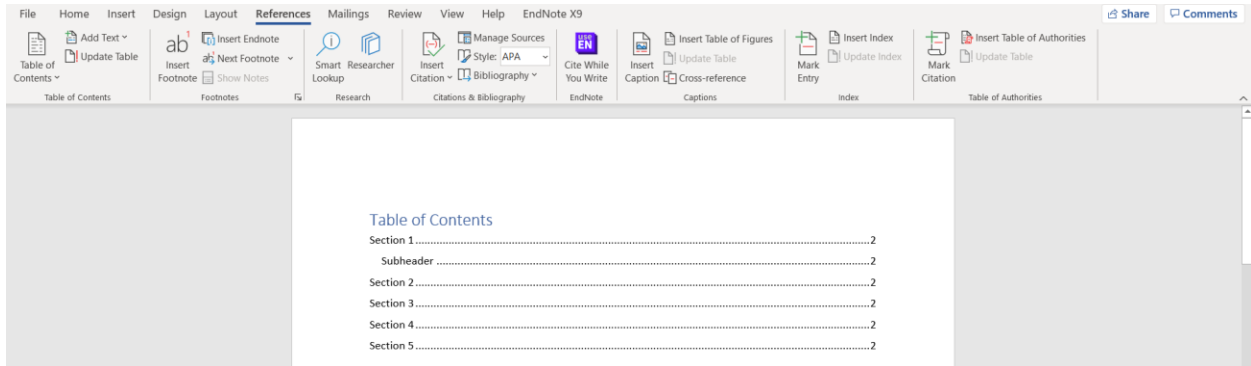 File Home Insert Design Layout References Mailings Review View Help EndNote X9 Share Comments
Table of Contents
Add Text
Update Table
Table of Contents
ab1 Insert Footnote
Insert Endnote
Next Footnote
Show Notes
Footnotes
Smart Lookup
Researcher
Research
Insert Citation
Manage Sources
Style: APA
Bibliography
Citations & Bibliography
use EN
Cite While You Write
EndNote
Insert Caption
Insert Table of Figures
Update Table
Cross-reference
Captions
Mark Entry
Insert Index
Update Index
Index
Mark Citation
Insert Table of Authorities
Update Table
Table of Authorities
Table of Contents
Section 1........2
Subheader........2
Section 2........2
Section 3........2
Section 4........2
Section 5........2